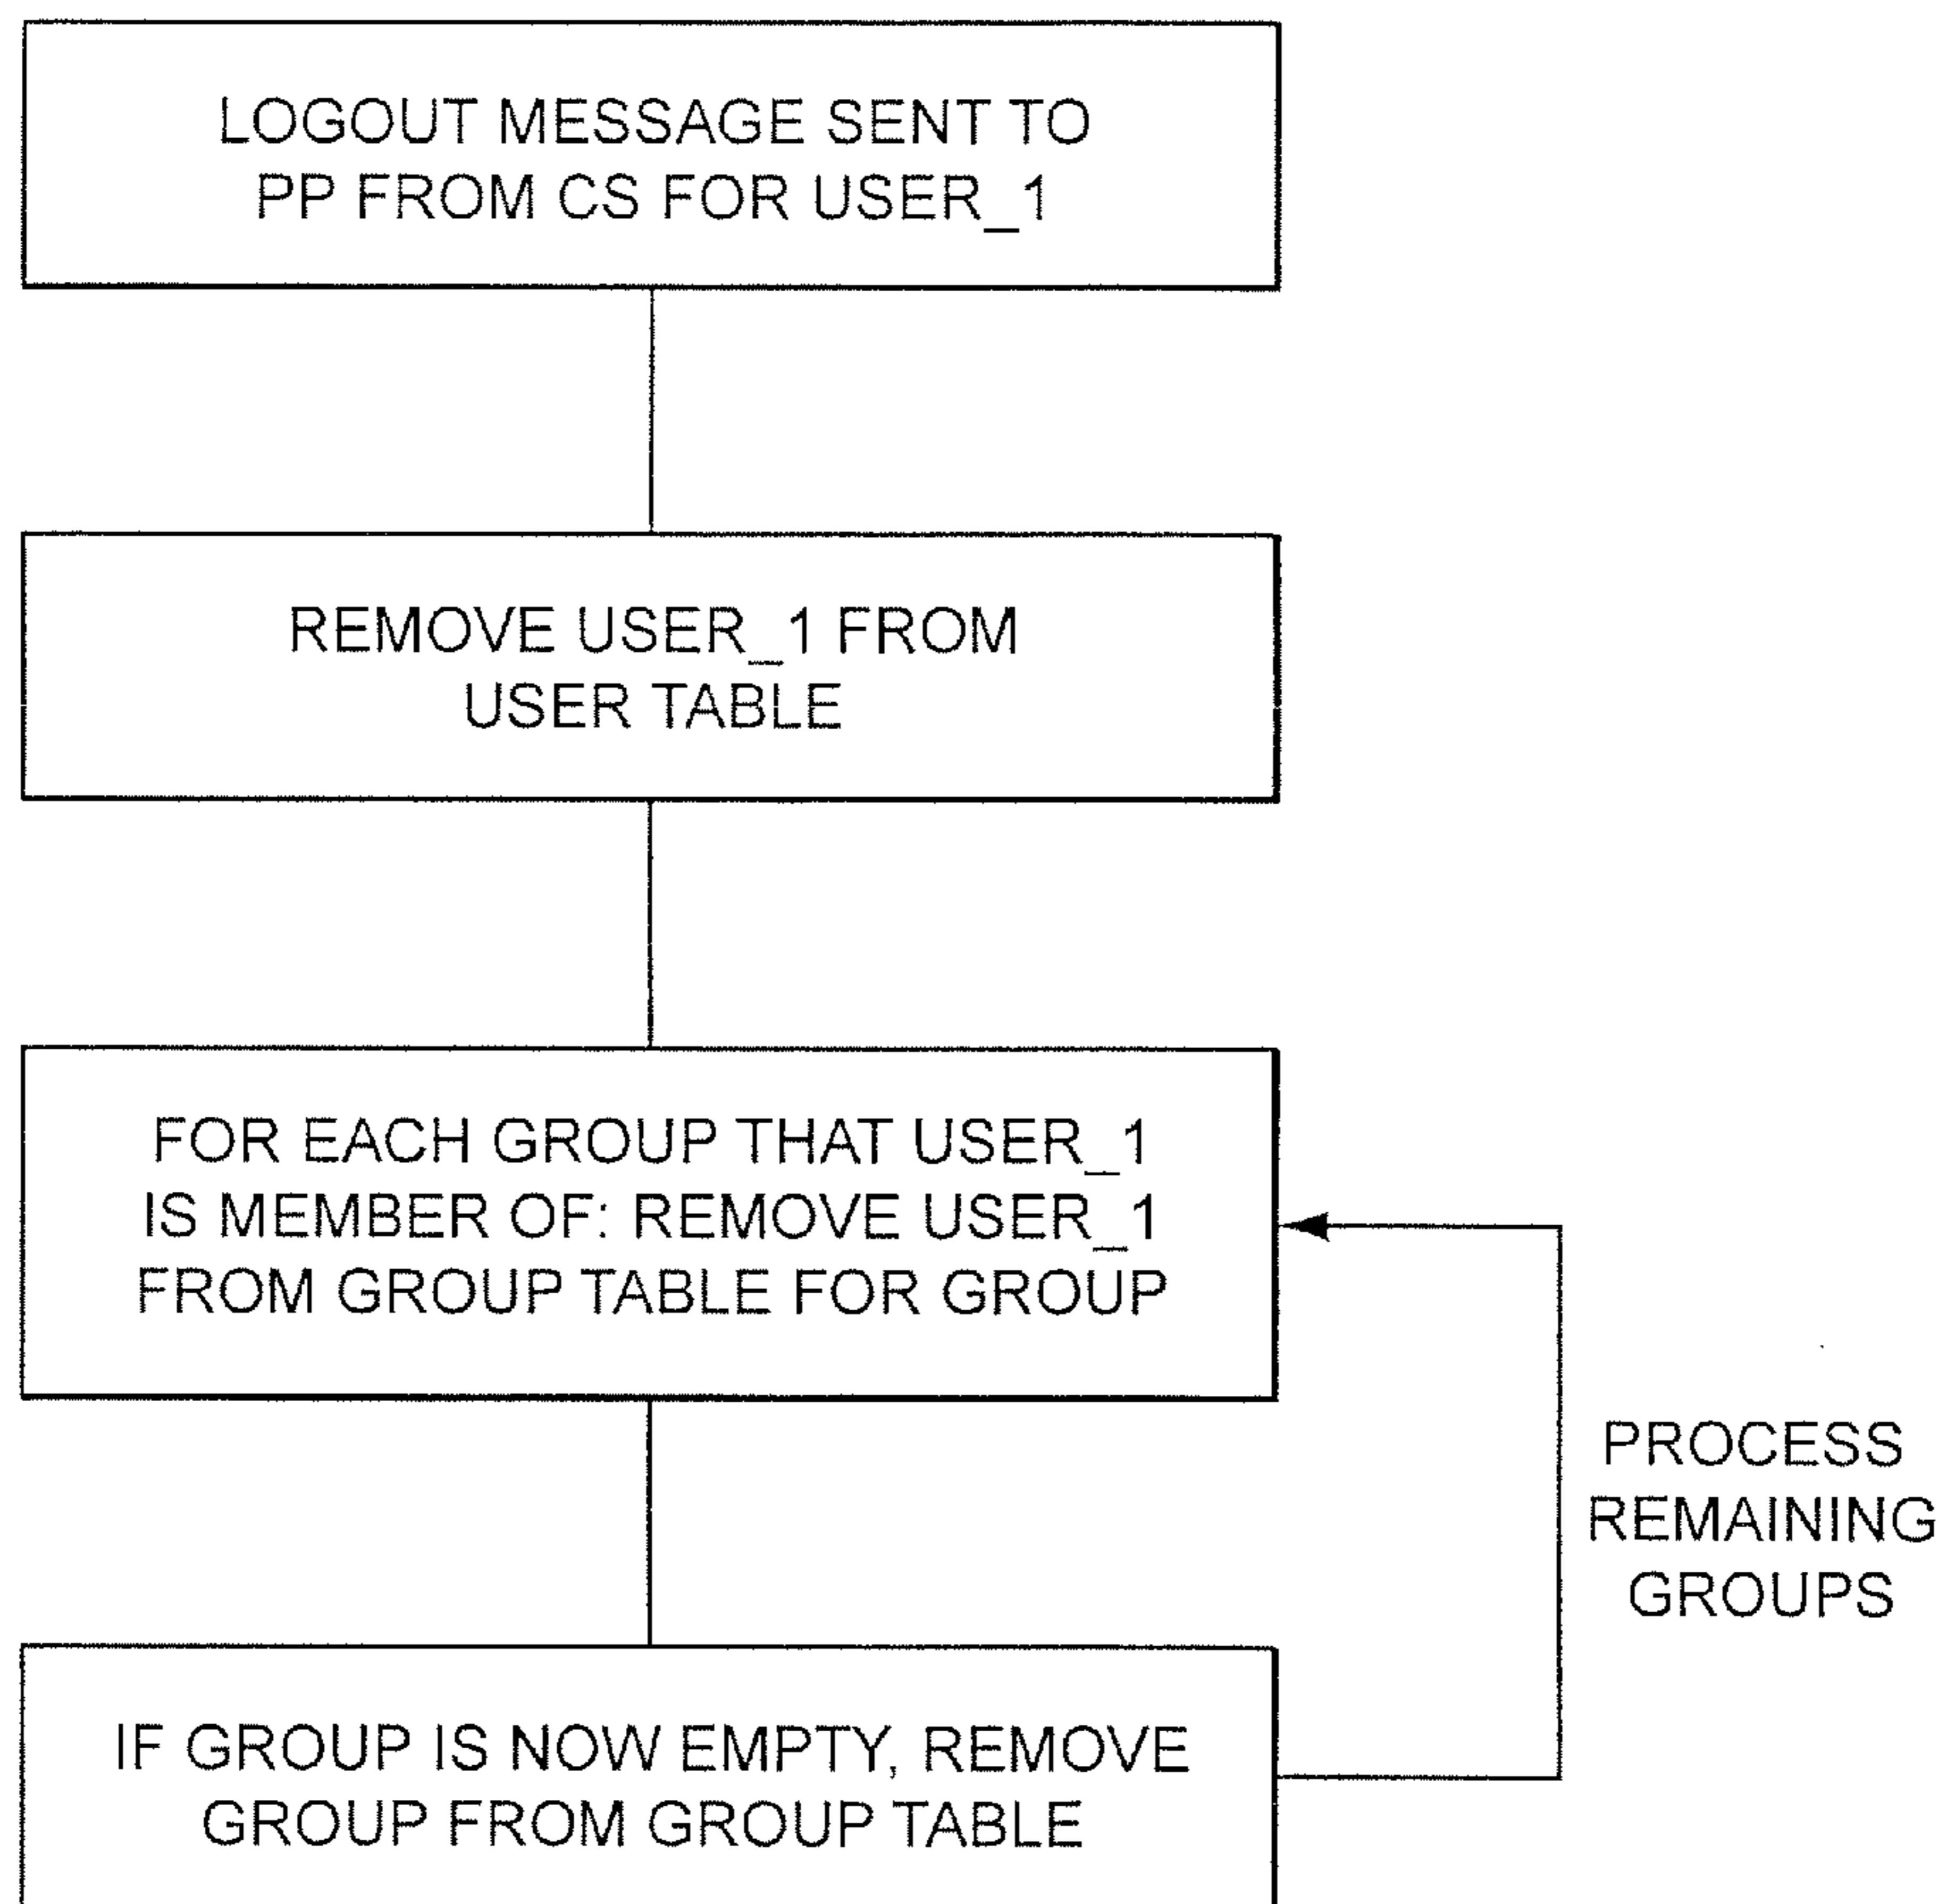 LOGOUT MESSAGE SENT TO
PP FROM CS FOR USER_1
REMOVE USER_1 FROM
USER TABLE
FOR EACH GROUP THAT USER_1
IS MEMBER OF: REMOVE USER_1
FROM GROUP TABLE FOR GROUP
PROCESS
REMAINING
GROUPS
IF GROUP IS NOW EMPTY, REMOVE
GROUP FROM GROUP TABLE